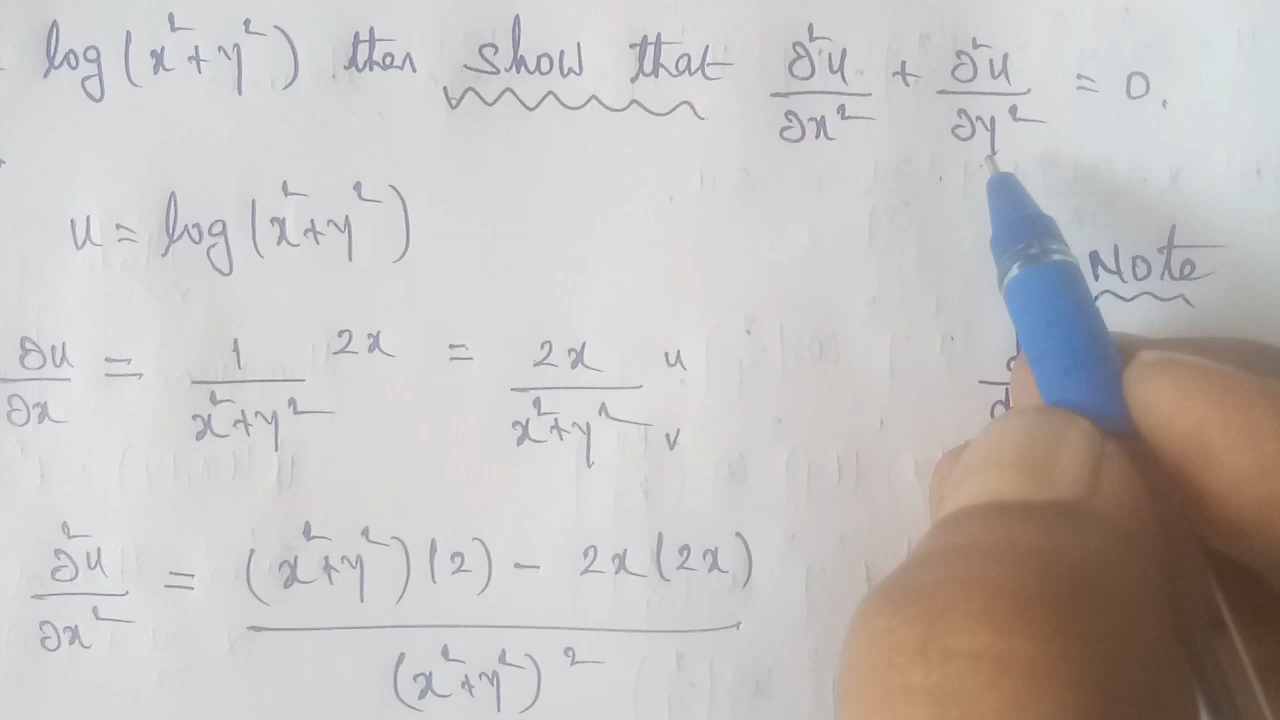 log(x²+y²) then show that ∂²u/∂x² + ∂²u/∂y² = 0.
u = log(x²+y²)
Note
∂u/∂x = 1/(x²+y²) 2x = 2x/(x²+y²) u v
∂²u/∂x² = ((x²+y²)(2) - 2x(2x))/(x²+y²)²